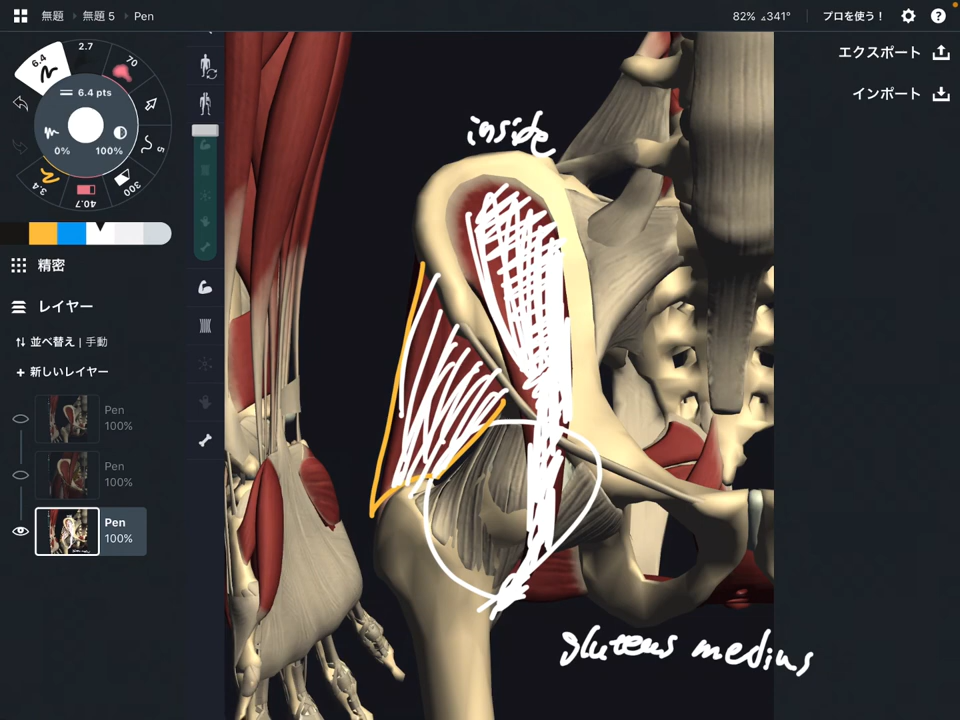 無題 無題 5 Pen
82% ⊿341° プロを使う！
エクスポート
インポート
2.7
6.4
70
6.4 pts
0% 100%
5
300
40.7
3.4
精密
レイヤー
並べ替え | 手動
+ 新しいレイヤー
Pen
100%
Pen
100%
Pen
100%
inside
gluteus medius